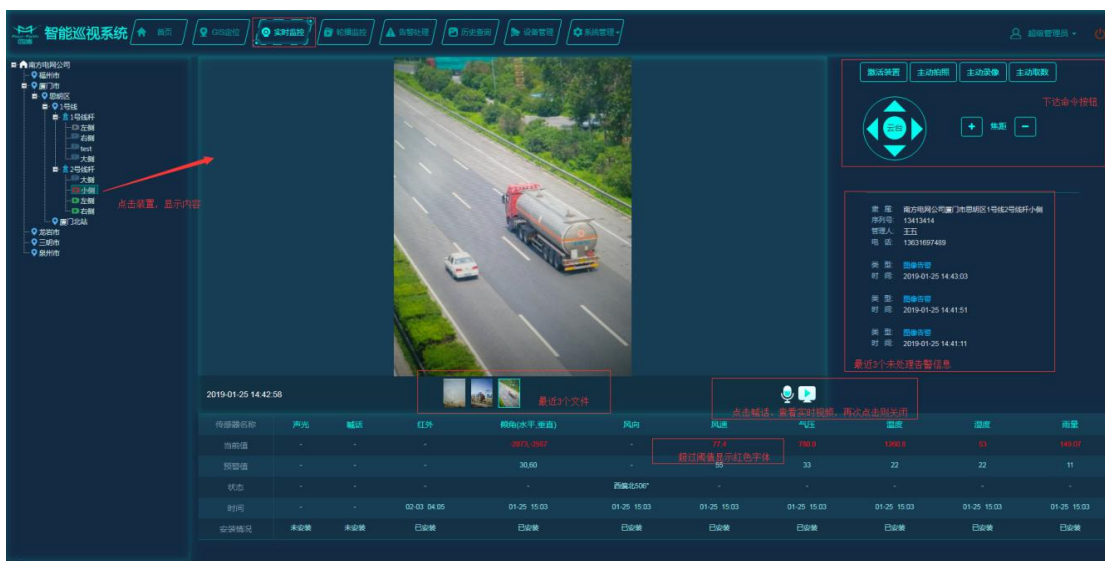 智能巡视系统
首页
GIS定位
实时监控
轮播监控
告警处理
历史查询
设备管理
系统管理
超级管理员
南方电网公司
福州市
厦门市
思明区
1号线
1号线杆
左侧
右侧
test
大侧
2号线杆
大侧
小侧
左侧
右侧
厦门北站
龙岩市
三明市
泉州市
点击装置，显示内容
激活装置 主动拍照 主动录像 主动取数
下达命令按钮
云台
+ 焦距 -
隶 属: 南方电网公司厦门市思明区1号线2号线杆小侧
序列号: 13413414
管理人: 王五
电 话: 13631697489
类 型: 图像告警
时 间: 2019-01-25 14:43:03
类 型: 图像告警
时 间: 2019-01-25 14:41:51
类 型: 图像告警
时 间: 2019-01-25 14:41:11
最近3个未处理告警信息
2019-01-25 14:42:58
最近3个文件
点击喊话、查看实时视频，再次点击则关闭
传感器名称 声光 喊话 红外 倾角(水平,垂直) 风向 风速 气压 温度 湿度 雨量
当前值 - - - - 77.4 53 149.07
超过阈值显示红色字体
预警值 - - - 30,60 - 55 33 22 22 11
状态 - - - - 西偏北506° - - - - -
时间 - - 02-03 04:05 01-25 15:03 01-25 15:03 01-25 15:03 01-25 15:03 01-25 15:03 01-25 15:03 01-25 15:03
安装情况 未安装 未安装 已安装 已安装 已安装 已安装 已安装 已安装 已安装 已安装